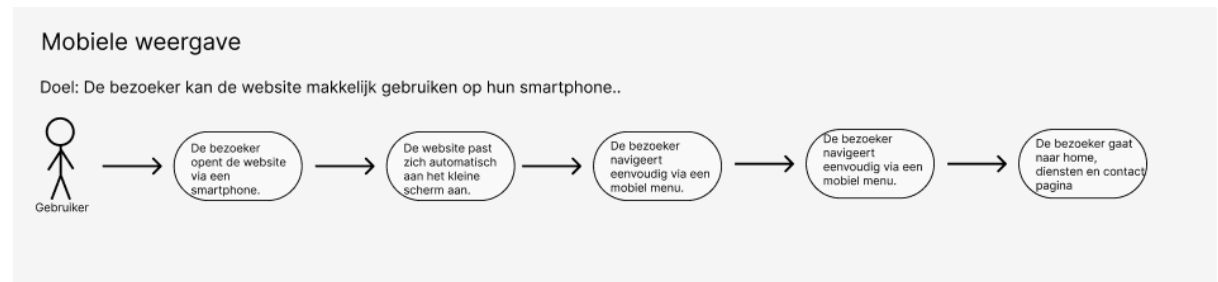 Mobiele weergave
Doel: De bezoeker kan de website makkelijk gebruiken op hun smartphone..
Gebruiker
De bezoeker
opent de website
via een
smartphone.
De website past
zich automatisch
aan het kleine
scherm aan.
De bezoeker
navigeert
eenvoudig via een
mobiel menu.
De bezoeker
navigeert
eenvoudig via een
mobiel menu.
De bezoeker gaat
naar home,
diensten en contact
pagina